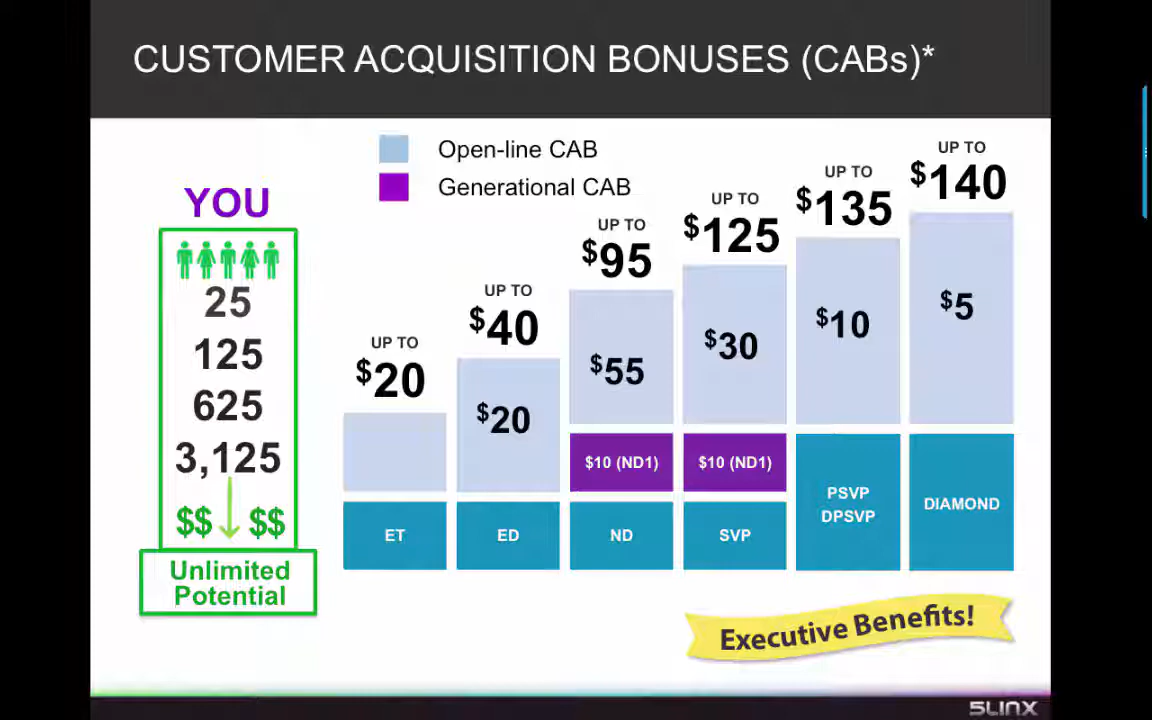 CUSTOMER ACQUISITION BONUSES (CABs)*
Open-line CAB
Generational CAB
YOU
25
125
625
3,125
$$ $$
Unlimited
Potential
UP TO
$20
ET
UP TO
$40
$20
ED
UP TO
$95
$55
$10 (ND1)
ND
UP TO
$125
$30
$10 (ND1)
SVP
UP TO
$135
$10
PSVP
DPSVP
UP TO
$140
$5
DIAMOND
Executive Benefits!
5LINX